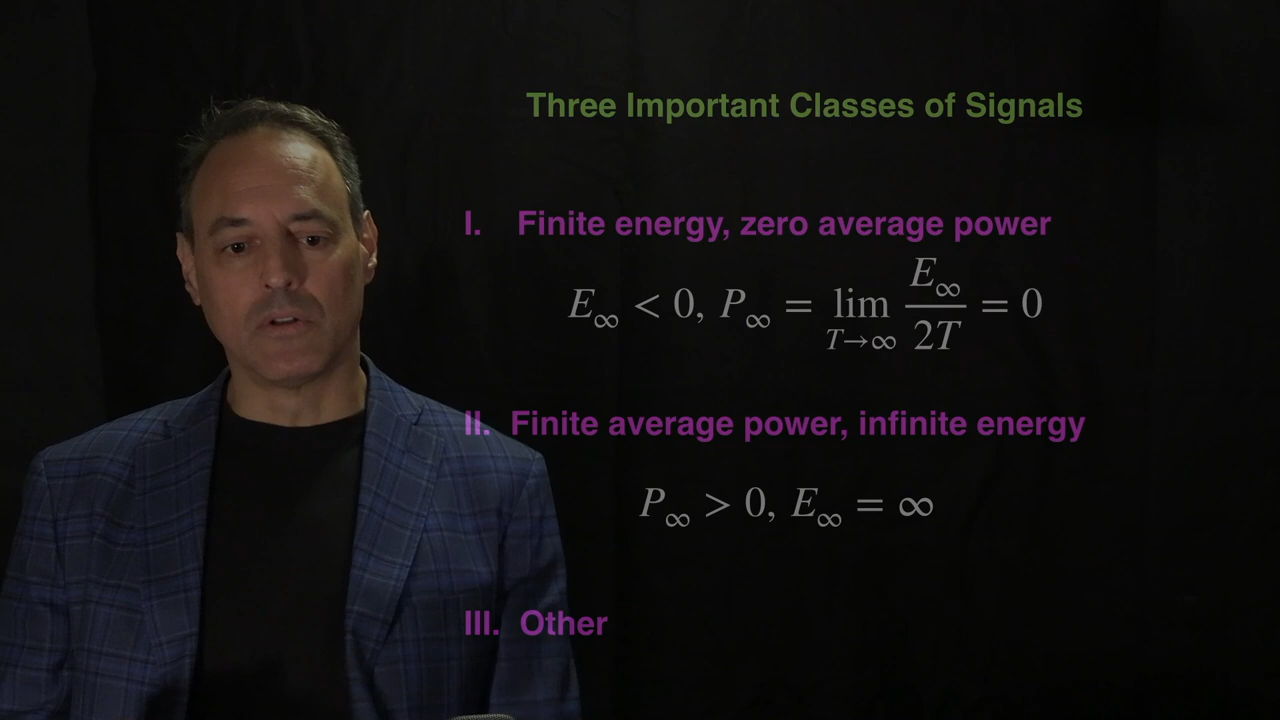 Three Important Classes of Signals
I. Finite energy, zero average power
E∞ < 0, P∞ = lim T→∞ E∞/2T = 0
II. Finite average power, infinite energy
P∞ > 0, E∞ = ∞
III. Other